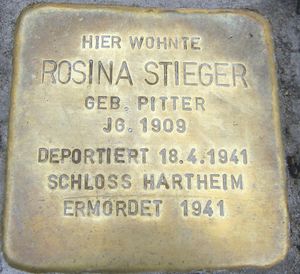 HIER WOHNTE
ROSINA STIEGER
GEB. PITTER
JG. 1909
DEPORTIERT 18.4.1941
SCHLOSS HARTHEIM
ERMORDET 1941